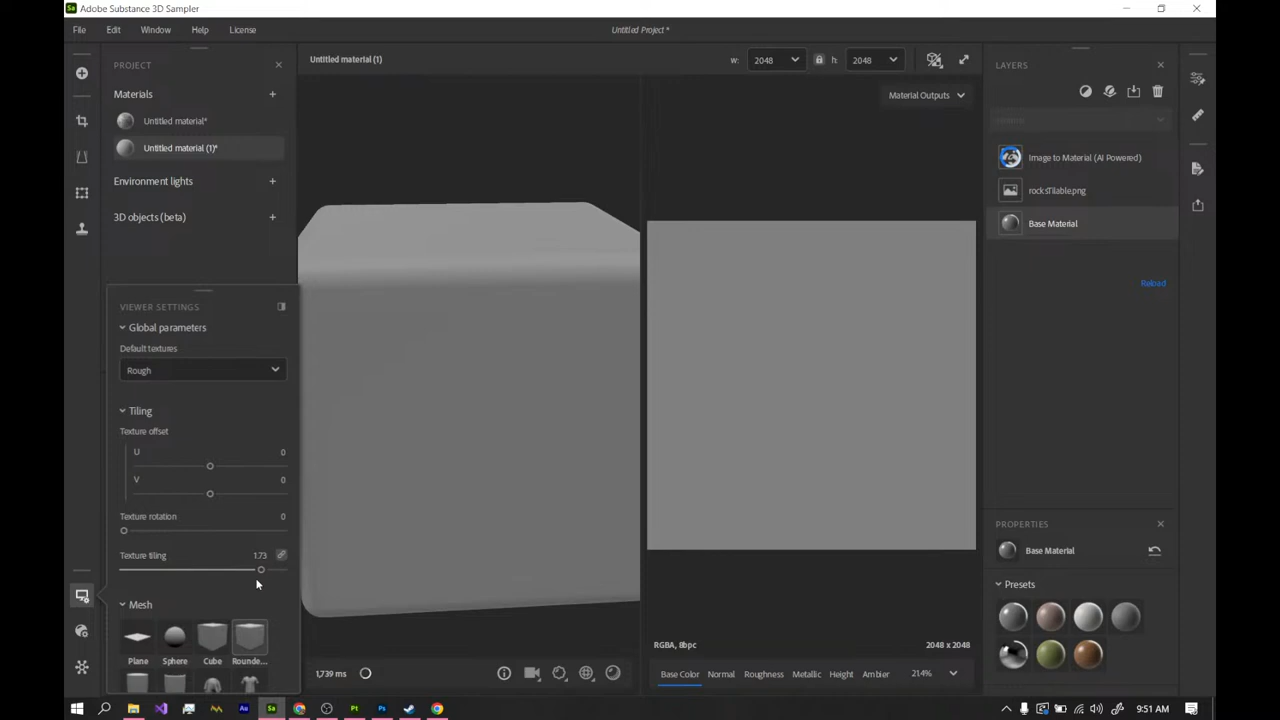 Adobe Substance 3D Sampler
File Edit Window Help License
Untitled Project *
PROJECT
Untitled material (1)
w: 2048 h: 2048
LAYERS
Materials
Material Outputs
Untitled material*
Untitled material (1)*
Image to Material (AI Powered)
Environment lights
rocksTilable.png
3D objects (beta)
Base Material
Reload
VIEWER SETTINGS
Global parameters
Default textures
Rough
Tiling
Texture offset
U 0
V 0
Texture rotation 0
PROPERTIES
Texture tiling 1.73
Base Material
Presets
Mesh
RGBA, 8bpc
2048 x 2048
Plane Sphere Cube Rounde...
1,739 ms
Base Color Normal Roughness Metallic Height Ambier
21.4%
9:51 AM